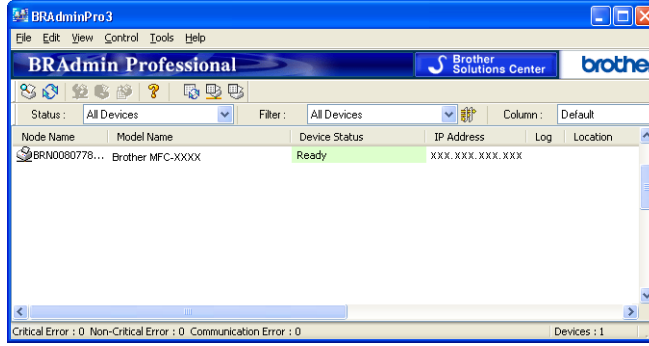 BRAdminPro3
File Edit View Control Tools Help
BRAdmin Professional Brother Solutions Center brothe
Status : All Devices Filter : All Devices Column : Default
Node Name Model Name Device Status IP Address Log Location
BRN0080778... Brother MFC-XXXX Ready XXX.XXX.XXX.XXX
Critical Error : 0 Non-Critical Error : 0 Communication Error : 0 Devices : 1